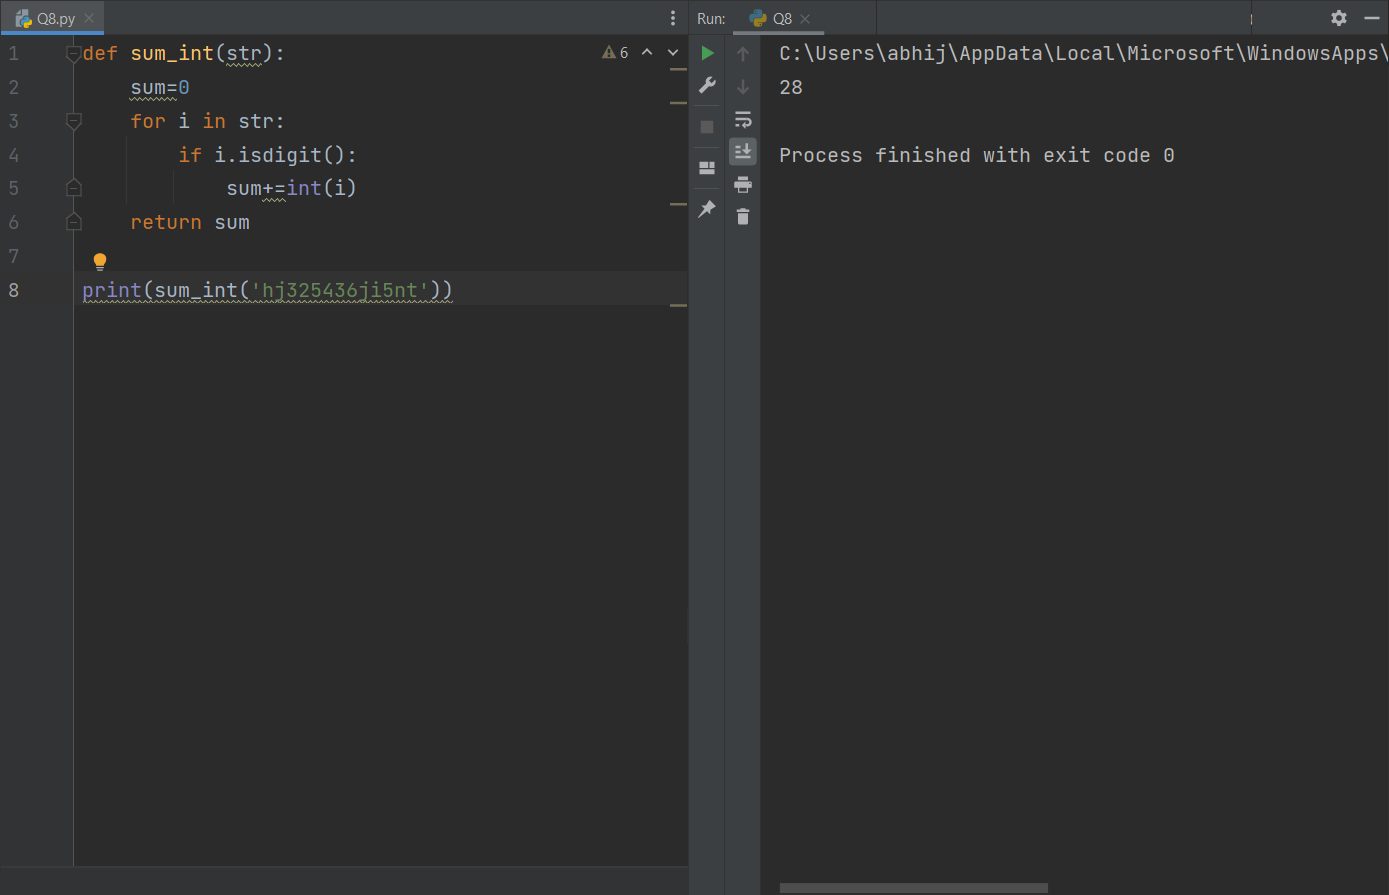 Q8.py
1 def sum_int(str):
6
2     sum=0
3     for i in str:
4         if i.isdigit():
5             sum+=int(i)
6     return sum
7
8 print(sum_int('hj325436ji5nt'))
Run: Q8
C:\Users\abhij\AppData\Local\Microsoft\WindowsApps\
28
Process finished with exit code 0